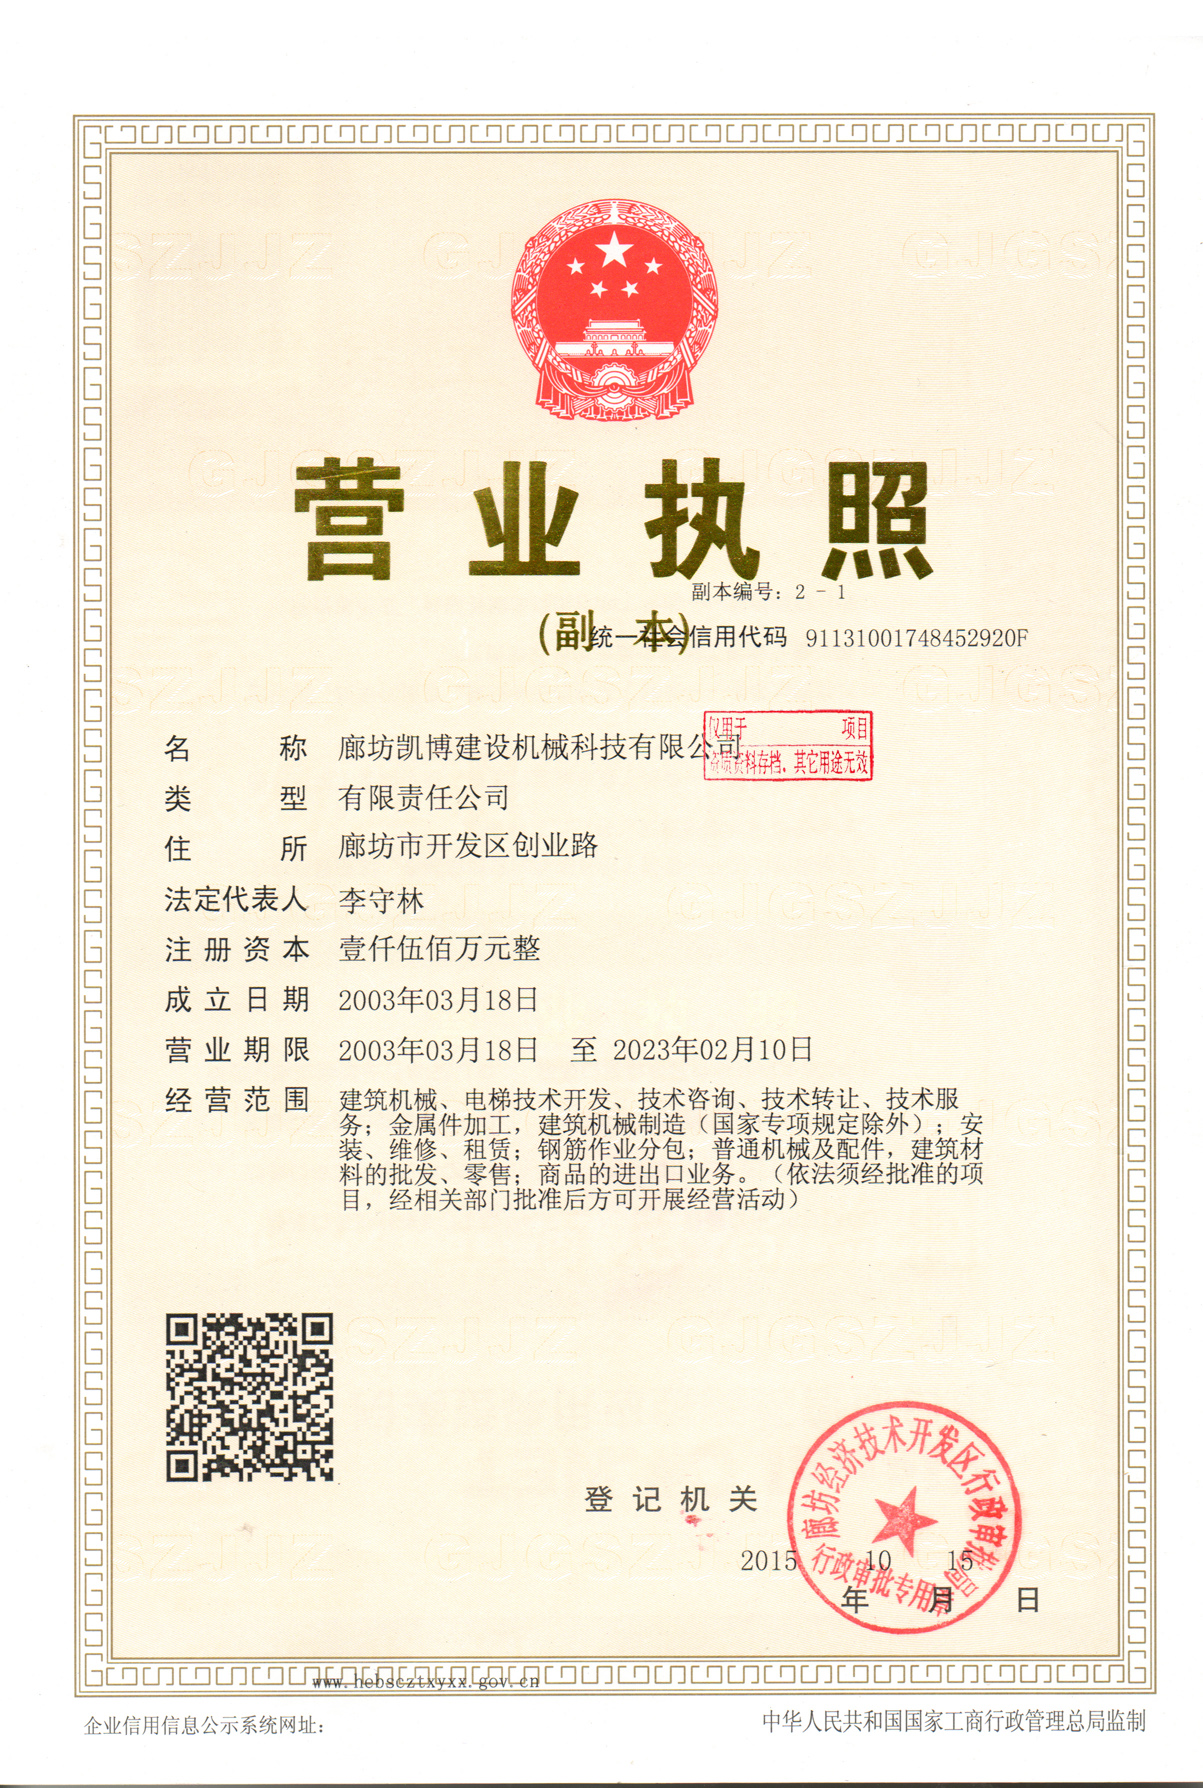 营业执照
副本编号：2－1
(副 本)
统一社会信用代码 91131001748452920F
仅用于 项目
资质资料存档，其它用途无效
名 称 廊坊凯博建设机械科技有限公司
类 型 有限责任公司
住 所 廊坊市开发区创业路
法定代表人 李守林
注册资本 壹仟伍佰万元整
成立日期 2003年03月18日
营业期限 2003年03月18日 至 2023年02月10日
经营范围 建筑机械、电梯技术开发、技术咨询、技术转让、技术服
务；金属件加工，建筑机械制造（国家专项规定除外）；安
装、维修、租赁；钢筋作业分包；普通机械及配件，建筑材
料的批发、零售；商品的进出口业务。（依法须经批准的项
目，经相关部门批准后方可开展经营活动）
登记机关
廊坊经济技术开发区行政审批局
行政审批专用章
2015 10 15
年 月 日
www.hebscztxyxx.gov.cn
企业信用信息公示系统网址：
中华人民共和国国家工商行政管理总局监制